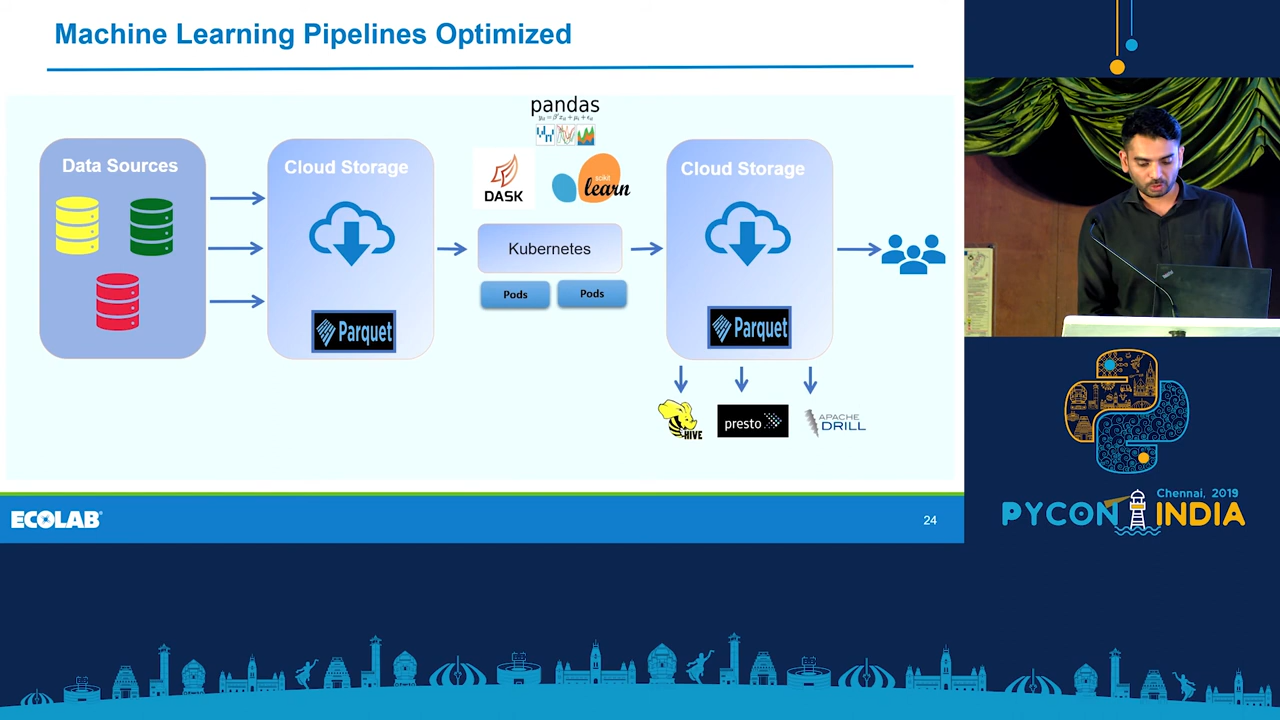 Machine Learning Pipelines Optimized
Data Sources
Cloud Storage
Parquet
pandas
DASK
scikit
learn
Kubernetes
Pods
Pods
Cloud Storage
Parquet
HIVE
presto
APACHE
DRILL
ECOLAB
24
Chennai, 2019
PYCON INDIA